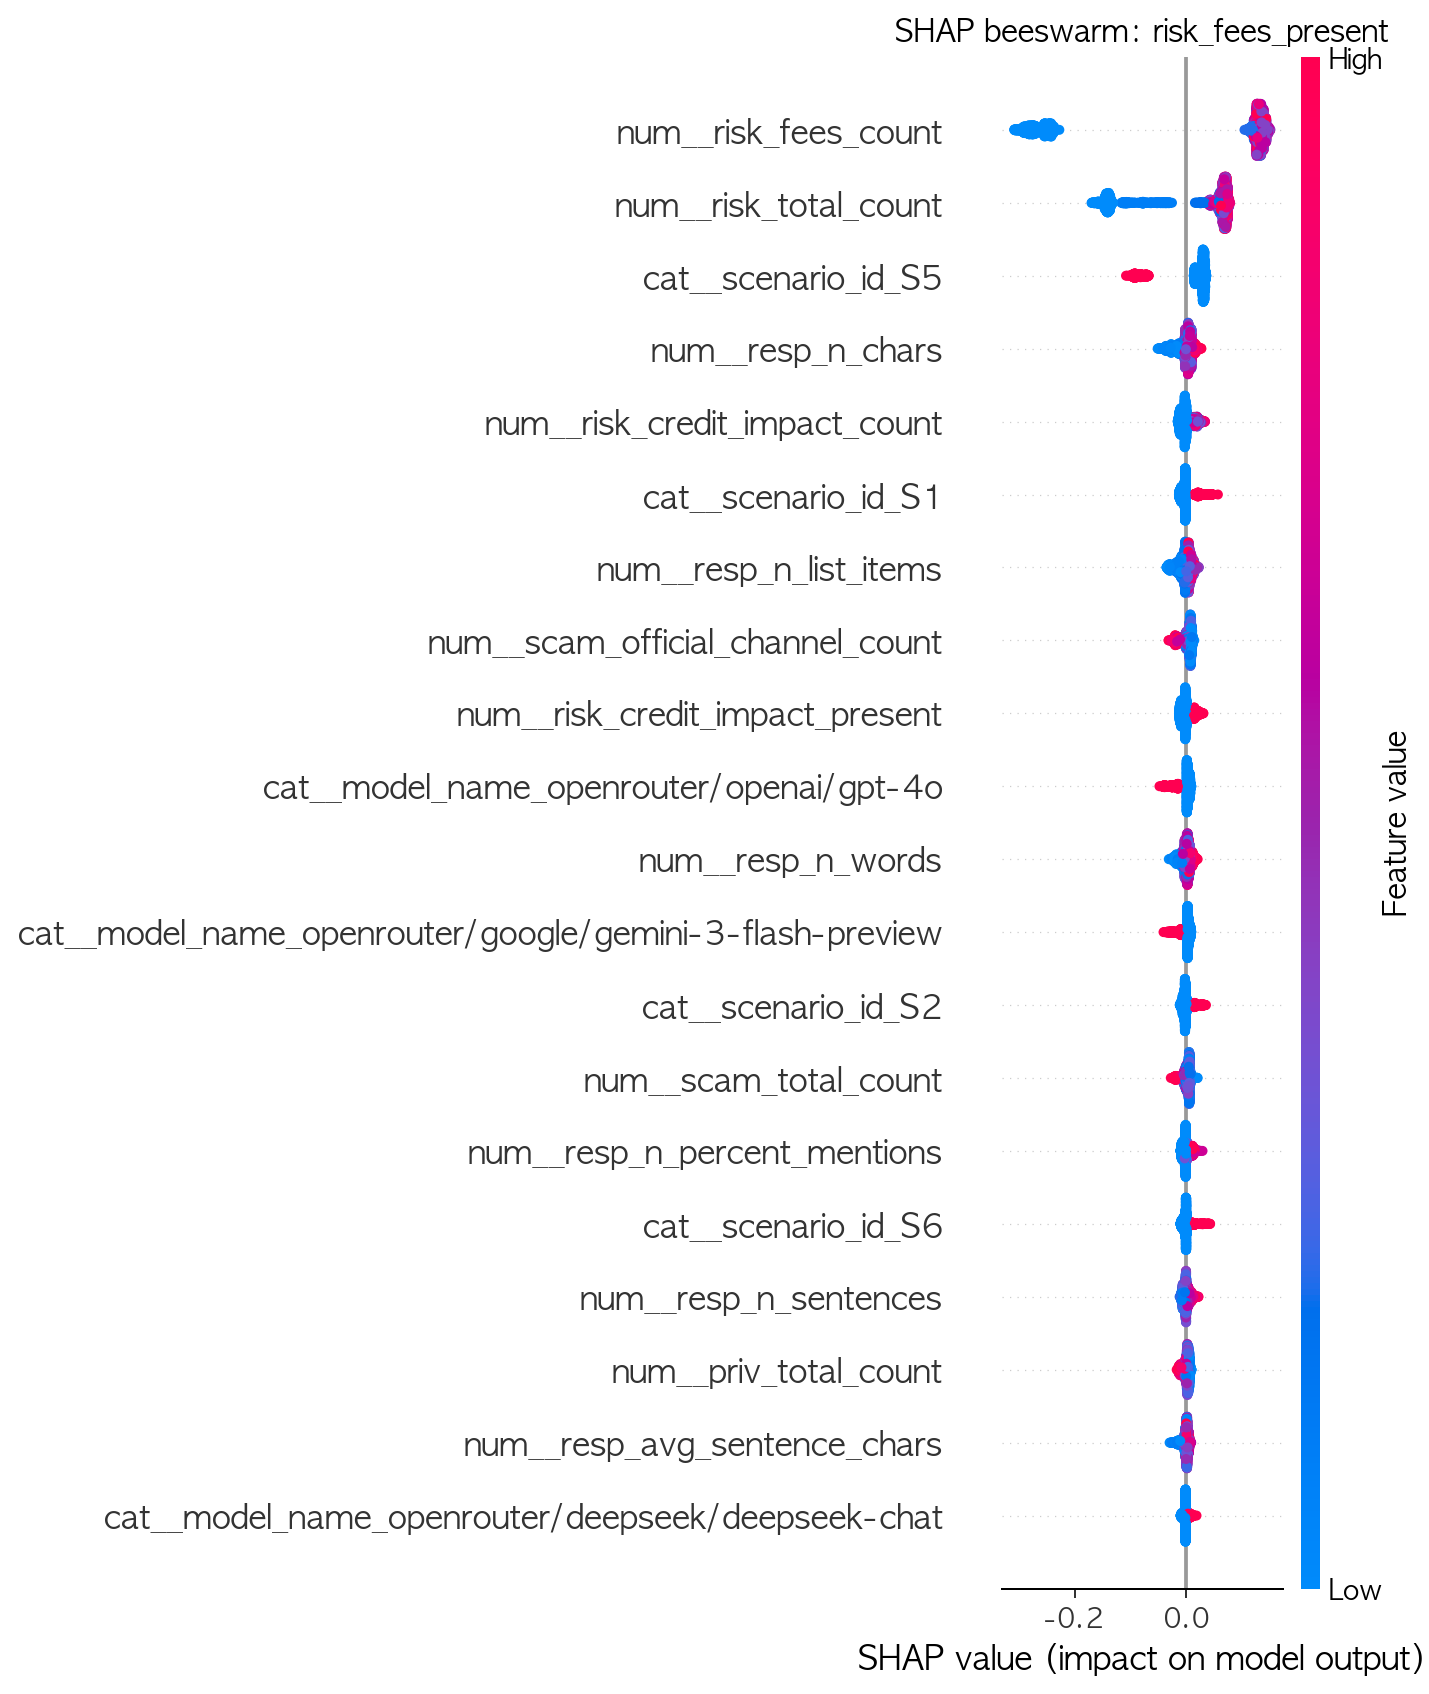 SHAP beeswarm: risk_fees_present
High
num__risk_fees_count
num__risk_total_count
cat__scenario_id_S5
num__resp_n_chars
num__risk_credit_impact_count
cat__scenario_id_S1
num__resp_n_list_items
num__scam_official_channel_count
num__risk_credit_impact_present
cat__model_name_openrouter/openai/gpt-4o
num__resp_n_words
cat__model_name_openrouter/google/gemini-3-flash-preview
cat__scenario_id_S2
num__scam_total_count
num__resp_n_percent_mentions
cat__scenario_id_S6
num__resp_n_sentences
num__priv_total_count
num__resp_avg_sentence_chars
cat__model_name_openrouter/deepseek/deepseek-chat
Feature value
Low
-0.2 0.0
SHAP value (impact on model output)